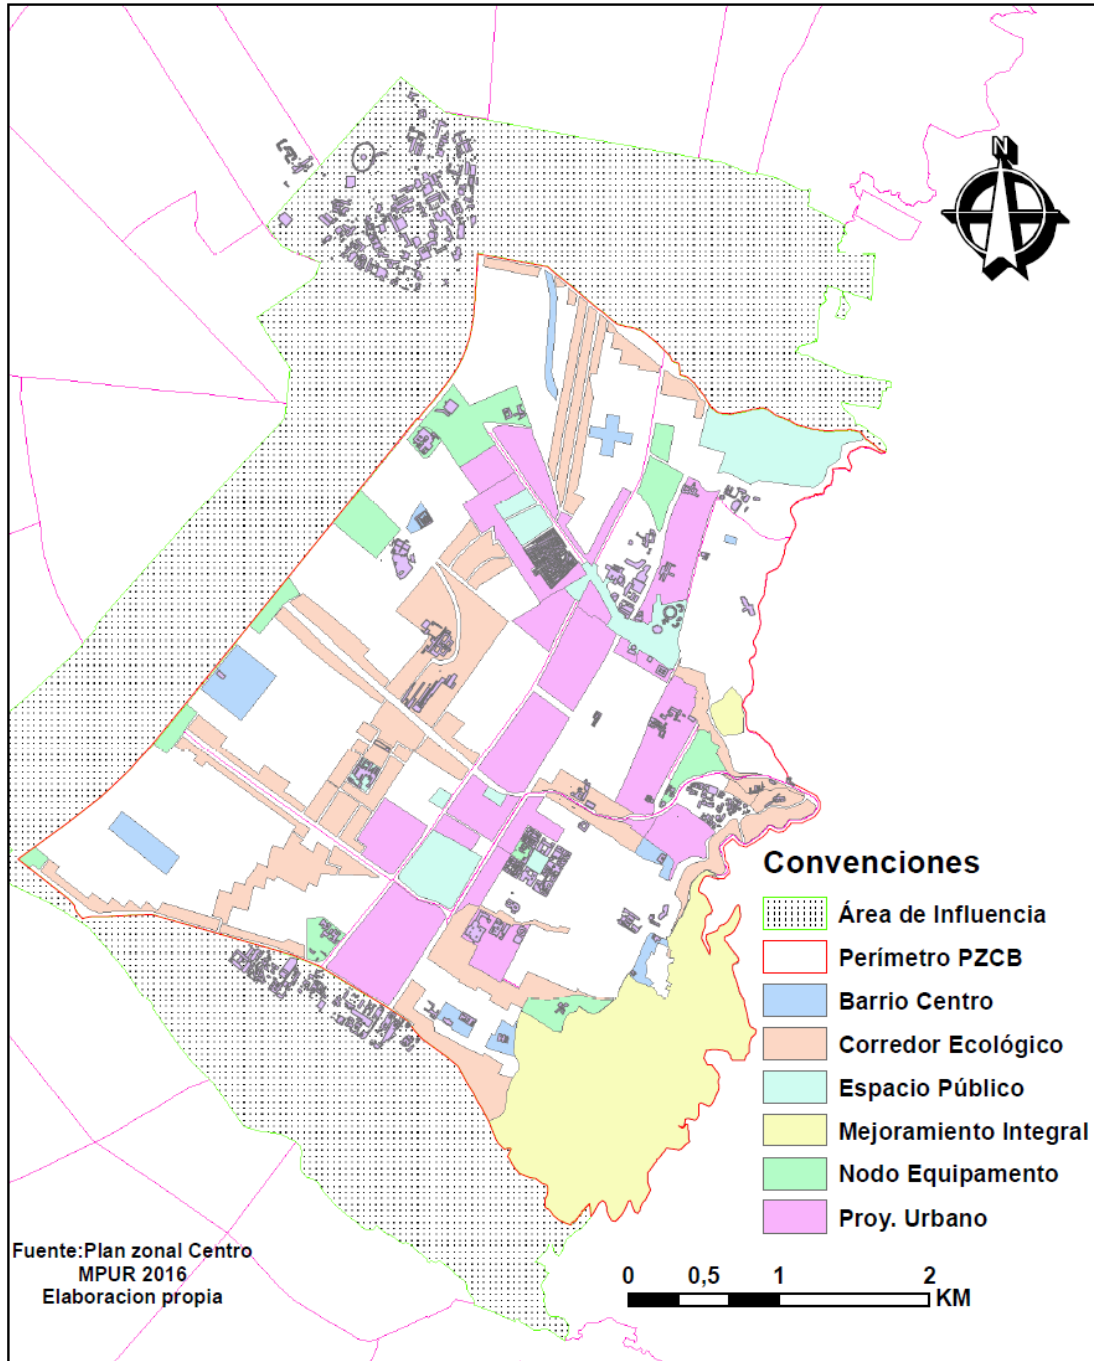 N
Convenciones
Área de Influencia
Perímetro PZCB
Barrio Centro
Corredor Ecológico
Espacio Público
Mejoramiento Integral
Nodo Equipamento
Proy. Urbano
Fuente:Plan zonal Centro
MPUR 2016
Elaboracion propia
0 0,5 1 2
KM